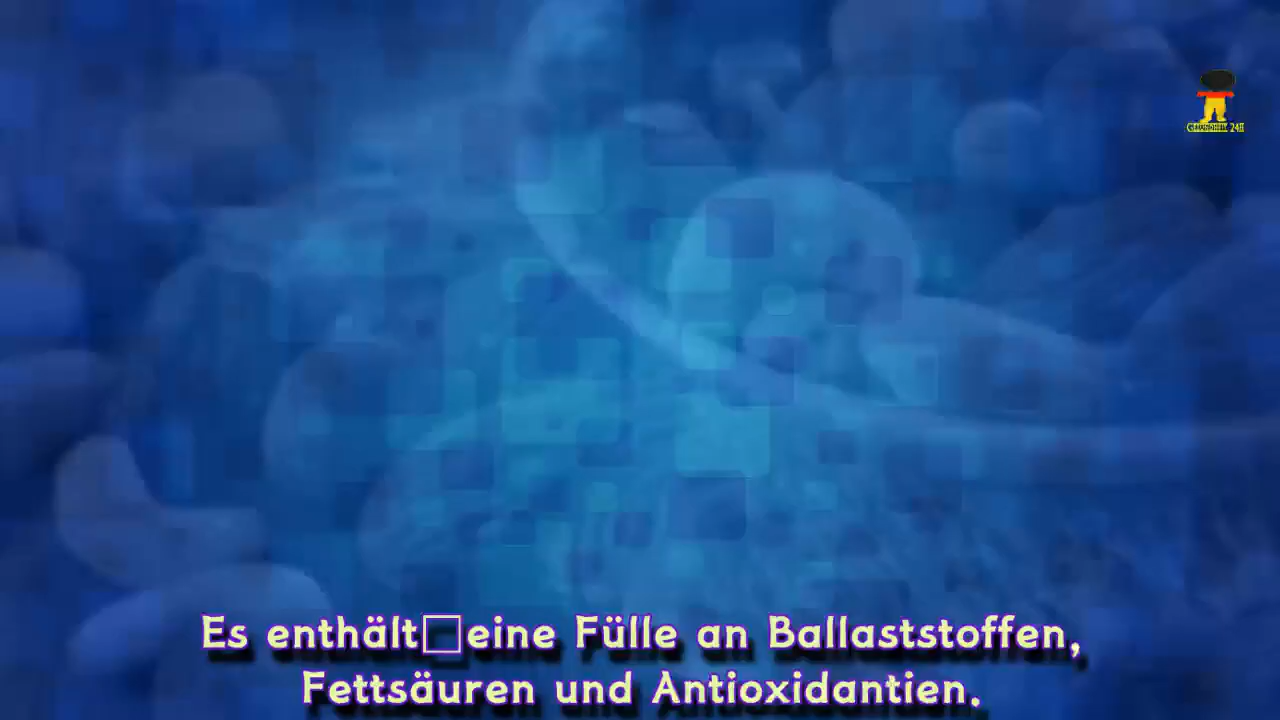 Es enthält□eine Fülle an Ballaststoffen,
Fettsäuren und Antioxidantien.